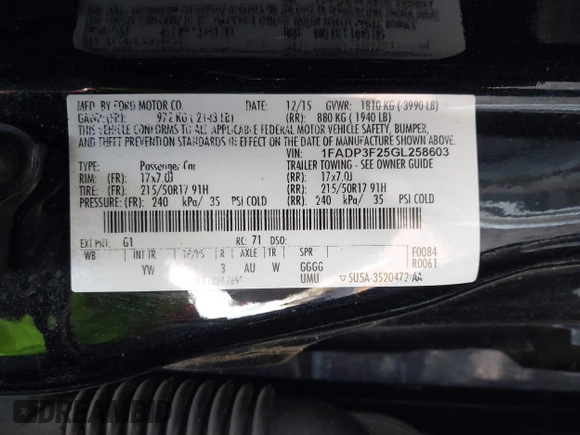 MFD. BY FORD MOTOR CO. DATE: 12/15 GVWR: 1810 KG ( 3990 LB)
GAWR: (FR): 972 KG ( 2143 LB) (RR): 880 KG ( 1940 LB)
THIS VEHICLE CONFORMS TO ALL APPLICABLE FEDERAL MOTOR VEHICLE SAFETY, BUMPER,
AND THEFT PREVENTION STANDARDS IN EFFECT ON THE DATE OF MANUFACTURE SHOWN ABOVE.
VIN: 1FADP3F25GL258603
TYPE: Passenger Car TRAILER TOWING - SEE OWNER GUIDE
RIM: (FR) 17x7.0J (RR) 17x7.0J
TIRE: (FR) 215/50R17 91H (RR) 215/50R17 91H
PRESSURE: (FR) 240 kPa/ 35 PSI COLD (RR) 240 kPa/ 35 PSI COLD
EXT PNT: G1 RC: 71 DSO:
WB INT TR TP/PS R AXLE TR SPR F0084
YW 3 AU W GGGG R0061
UMU 5U5A-3520472-AA
DREAMBID